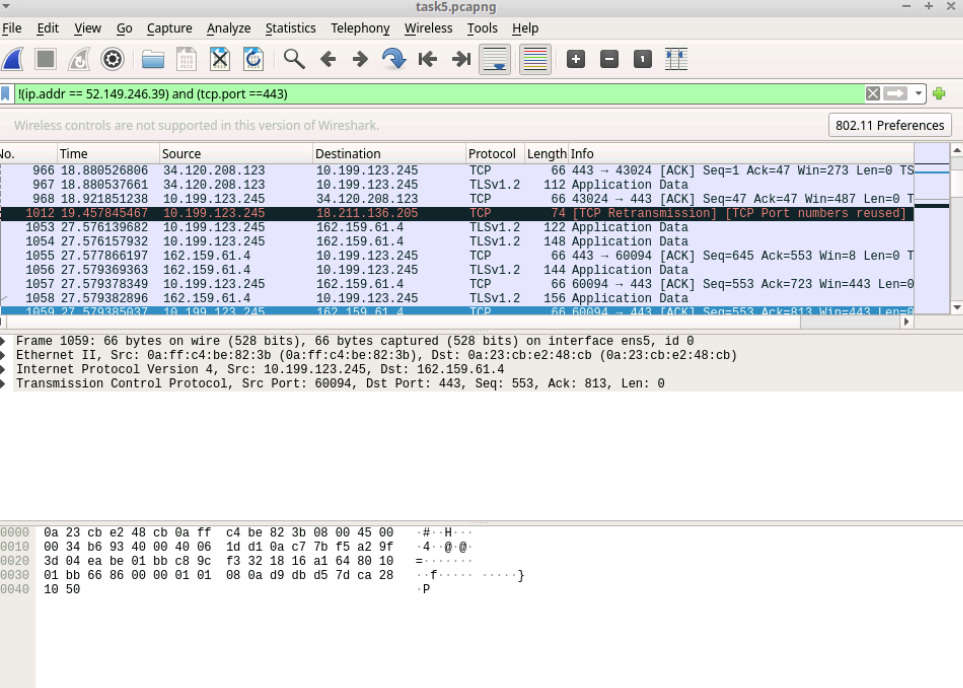 task5.pcapng
File Edit View Go Capture Analyze Statistics Telephony Wireless Tools Help
!(ip.addr == 52.149.246.39) and (tcp.port ==443)
Wireless controls are not supported in this version of Wireshark.
802.11 Preferences
No. Time Source Destination Protocol Length Info
966 18.880526806 34.120.208.123 10.199.123.245 TCP 66 443 → 43024 [ACK] Seq=1 Ack=47 Win=273 Len=0 TS
967 18.880537661 34.120.208.123 10.199.123.245 TLSv1.2 112 Application Data
968 18.921851238 10.199.123.245 34.120.208.123 TCP 66 43024 → 443 [ACK] Seq=47 Ack=47 Win=487 Len=0 T
1012 19.457845467 10.199.123.245 18.211.136.205 TCP 74 [TCP Retransmission] [TCP Port numbers reused]
1053 27.576139682 10.199.123.245 162.159.61.4 TLSv1.2 122 Application Data
1054 27.576157932 10.199.123.245 162.159.61.4 TLSv1.2 148 Application Data
1055 27.577866197 162.159.61.4 10.199.123.245 TCP 66 443 → 60094 [ACK] Seq=645 Ack=553 Win=8 Len=0 T
1056 27.579369363 162.159.61.4 10.199.123.245 TLSv1.2 144 Application Data
1057 27.579378349 10.199.123.245 162.159.61.4 TCP 66 60094 → 443 [ACK] Seq=553 Ack=723 Win=443 Len=0
1058 27.579382896 162.159.61.4 10.199.123.245 TLSv1.2 156 Application Data
1059 27.579385037 10.199.123.245 162.159.61.4 TCP 66 60094 → 443 [ACK] Seq=553 Ack=813 Win=443 Len=0
Frame 1059: 66 bytes on wire (528 bits), 66 bytes captured (528 bits) on interface ens5, id 0
Ethernet II, Src: 0a:ff:c4:be:82:3b (0a:ff:c4:be:82:3b), Dst: 0a:23:cb:e2:48:cb (0a:23:cb:e2:48:cb)
Internet Protocol Version 4, Src: 10.199.123.245, Dst: 162.159.61.4
Transmission Control Protocol, Src Port: 60094, Dst Port: 443, Seq: 553, Ack: 813, Len: 0
0000 0a 23 cb e2 48 cb 0a ff c4 be 82 3b 08 00 45 00 ·#··H···
0010 00 34 b6 93 40 00 40 06 1d d1 0a c7 7b f5 a2 9f ·4··@·@·
0020 3d 04 ea be 01 bb c8 9c f3 32 18 16 a1 64 80 10 =·······
0030 01 bb 66 86 00 00 01 01 08 0a d9 db d5 7d ca 28 ··f····· ·····}
0040 10 50 ·P